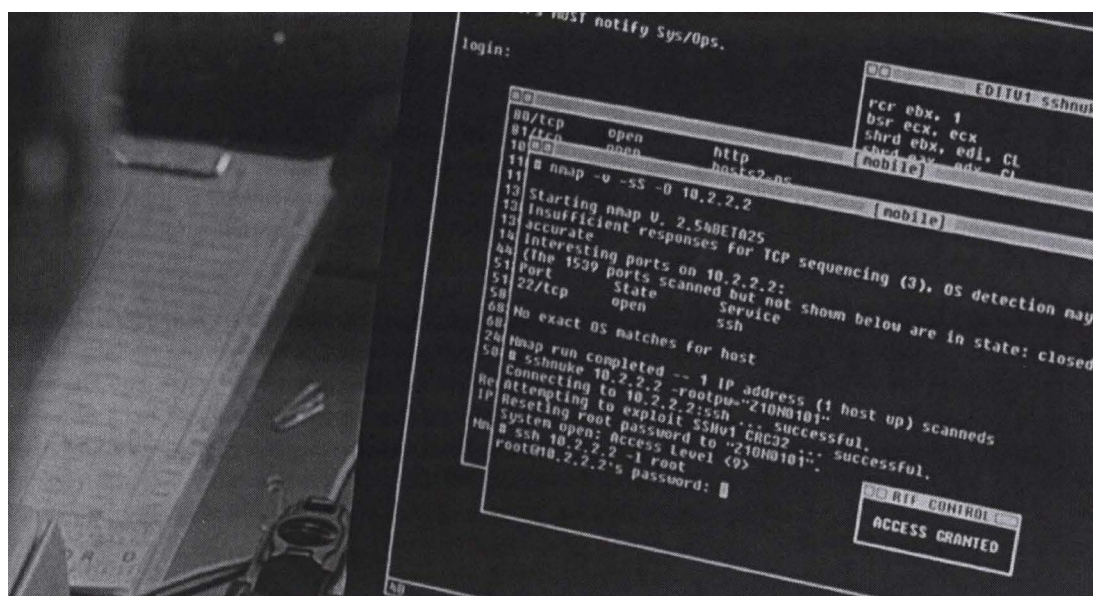 MUST notify Sys/Ops.
login:
EDITV1 sshnuke
rcr ebx, 1
bsr ecx, ecx
shrd ebx, edi, CL
shrd eax, edx, CL
[mobile]
80/tcp open http
81/tcp open hosts2-ns
[mobile]
# nmap -v -sS -O 10.2.2.2
Starting nmap V. 2.54BETA25
Insufficient responses for TCP sequencing (3), OS detection may
accurate
Interesting ports on 10.2.2.2:
(The 1539 ports scanned but not shown below are in state: closed
Port State Service
22/tcp open ssh
No exact OS matches for host
Nmap run completed -- 1 IP address (1 host up) scanneds
# sshnuke 10.2.2.2 -rootpw="Z10N0101"
Connecting to 10.2.2.2:ssh ... successful.
Attempting to exploit SSHv1 CRC32 ... successful.
Reseting root password to "Z10N0101".
System open: Access Level <9>
# ssh 10.2.2.2 -l root
root@10.2.2.2's password:
RIF CONTROL
ACCESS GRANTED